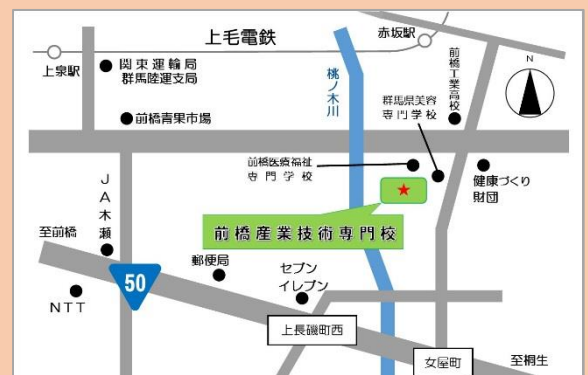 上毛電鉄
赤坂駅
上泉駅
関東運輸局
群馬陸運支局
桃ノ木川
前橋工業高校
N
群馬県美容
専門学校
前橋青果市場
前橋医療福祉
専門学校
健康づくり
財団
JA木瀬
前橋産業技術専門校
至前橋
郵便局
セブン
イレブン
50
NTT
上長磯町西
女屋町
至桐生